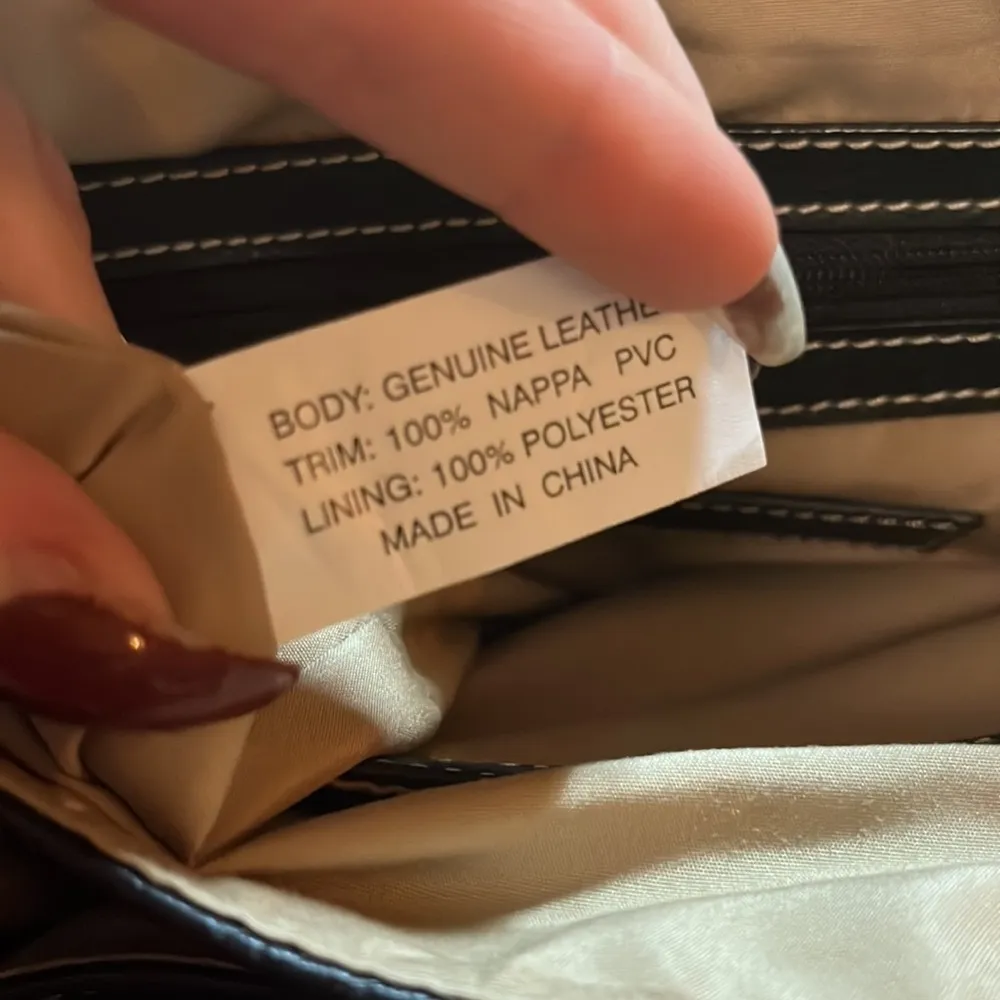 BODY: GENUINE LEATHE
TRIM: 100% NAPPA PVC
LINING: 100% POLYESTER
MADE IN CHINA